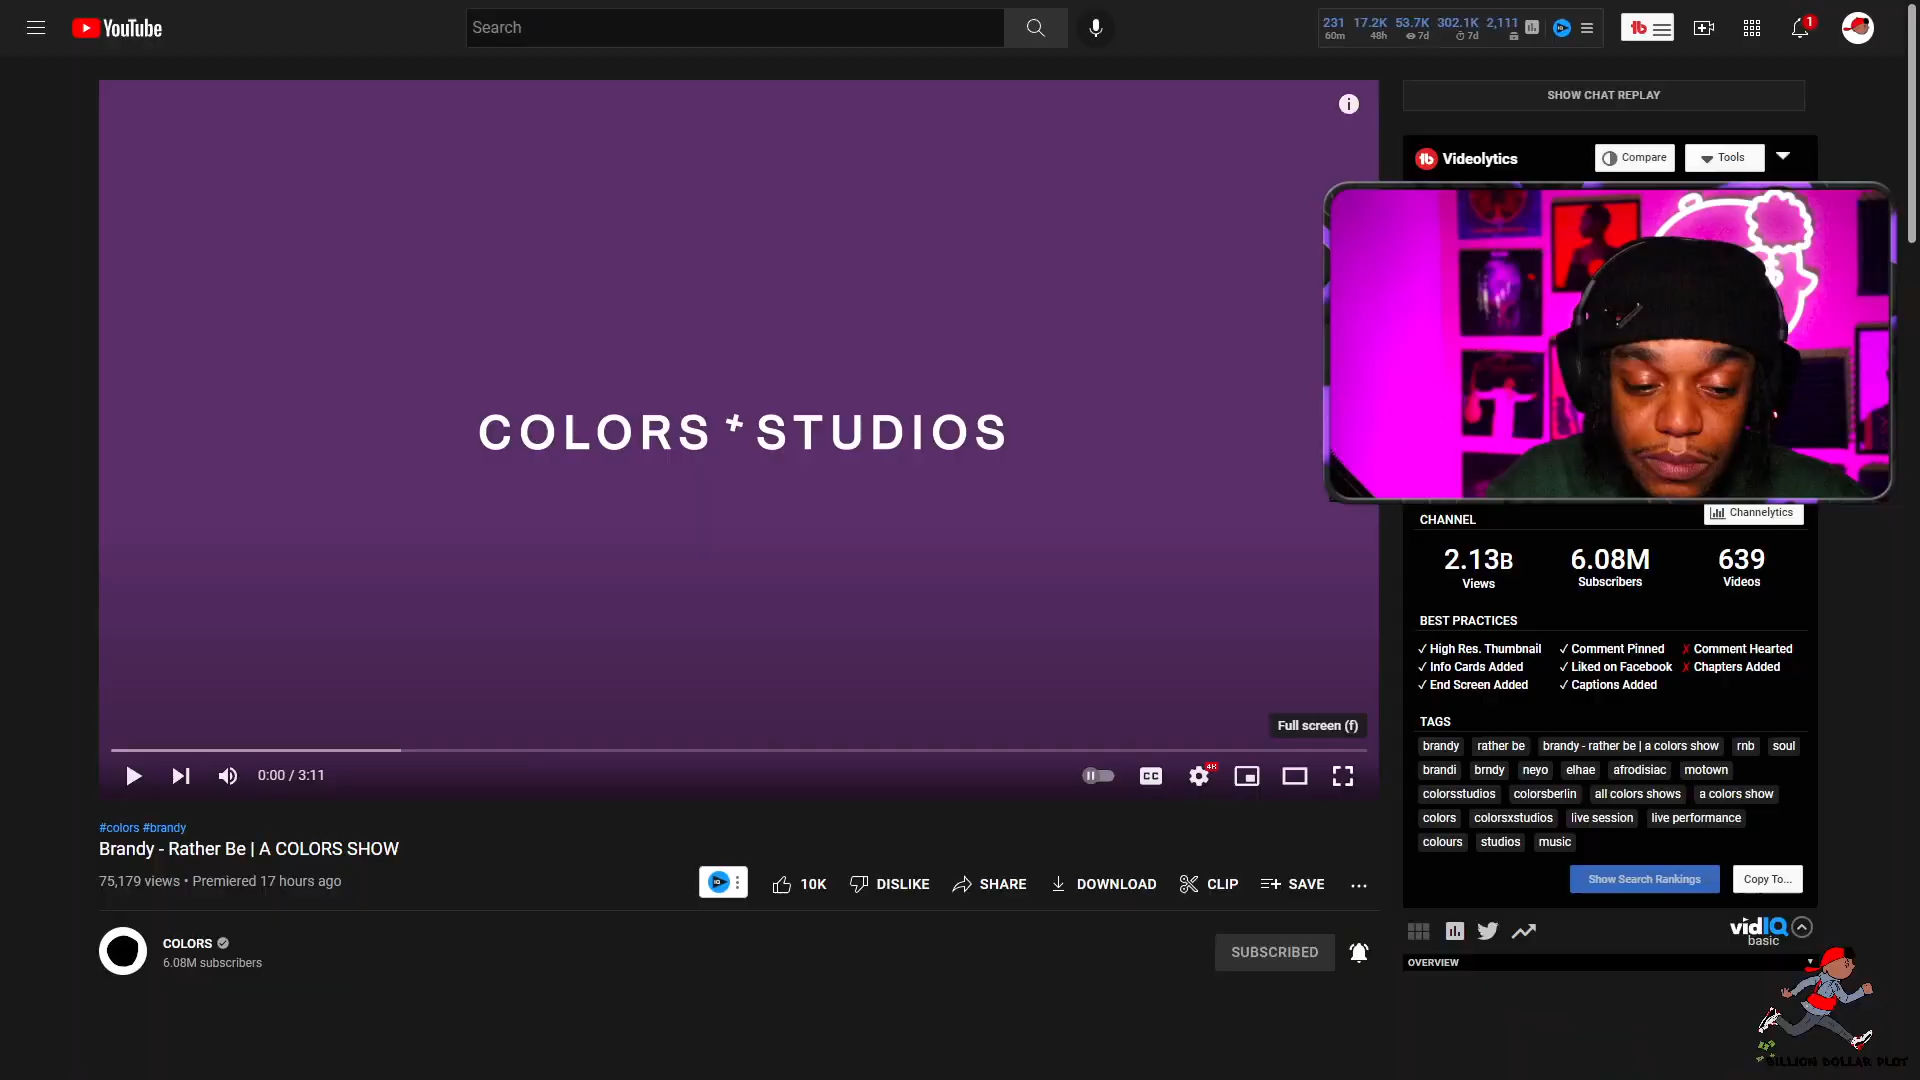 YouTube
Search
231 17.2K 53.7K 302.1K 2,111
60m 48h 7d 7d
1
SHOW CHAT REPLAY
Videolytics
Compare
Tools
COLORS + STUDIOS
Channelytics
CHANNEL
2.13B 6.08M 639
Views Subscribers Videos
BEST PRACTICES
High Res. Thumbnail Comment Pinned Comment Hearted
Info Cards Added Liked on Facebook Chapters Added
End Screen Added Captions Added
TAGS
brandy rather be brandy - rather be | a colors show rnb soul
brandi brndy neyo elhae afrodisiac motown
colorsstudios colorsberlin all colors shows a colors show
colors colorsxstudios live session live performance
colours studios music
Show Search Rankings Copy To...
Full screen (f)
0:00 / 3:11
CC
4K
#colors #brandy
Brandy - Rather Be | A COLORS SHOW
75,179 views • Premiered 17 hours ago
10K DISLIKE SHARE DOWNLOAD CLIP SAVE
COLORS
6.08M subscribers
SUBSCRIBED
vidIQ
basic
OVERVIEW
BILLION DOLLAR PLOT